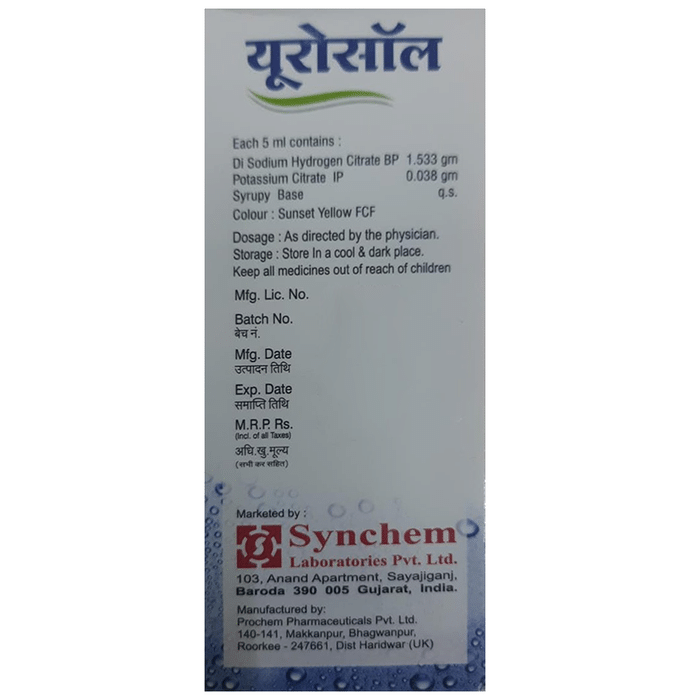 यूरोसॉल
Each 5 ml contains :
Di Sodium Hydrogen Citrate BP 1.533 gm
Potassium Citrate IP 0.038 gm
Syrupy Base q.s.
Colour : Sunset Yellow FCF
Dosage : As directed by the physician.
Storage : Store In a cool & dark place.
Keep all medicines out of reach of children
Mfg. Lic. No.
Batch No.
बेच नं.
Mfg. Date
उत्पादन तिथि
Exp. Date
समाप्ति तिथि
M.R.P. Rs.
(Incl. of all Taxes)
अधि.खु.मूल्य
(सभी कर सहित)
Marketed by :
Synchem
Laboratories Pvt. Ltd.
103, Anand Apartment, Sayajiganj,
Baroda 390 005 Gujarat, India.
Manufactured by:
Prochem Pharmaceuticals Pvt. Ltd.
140-141, Makkanpur, Bhagwanpur,
Roorkee - 247661, Dist Haridwar (UK)